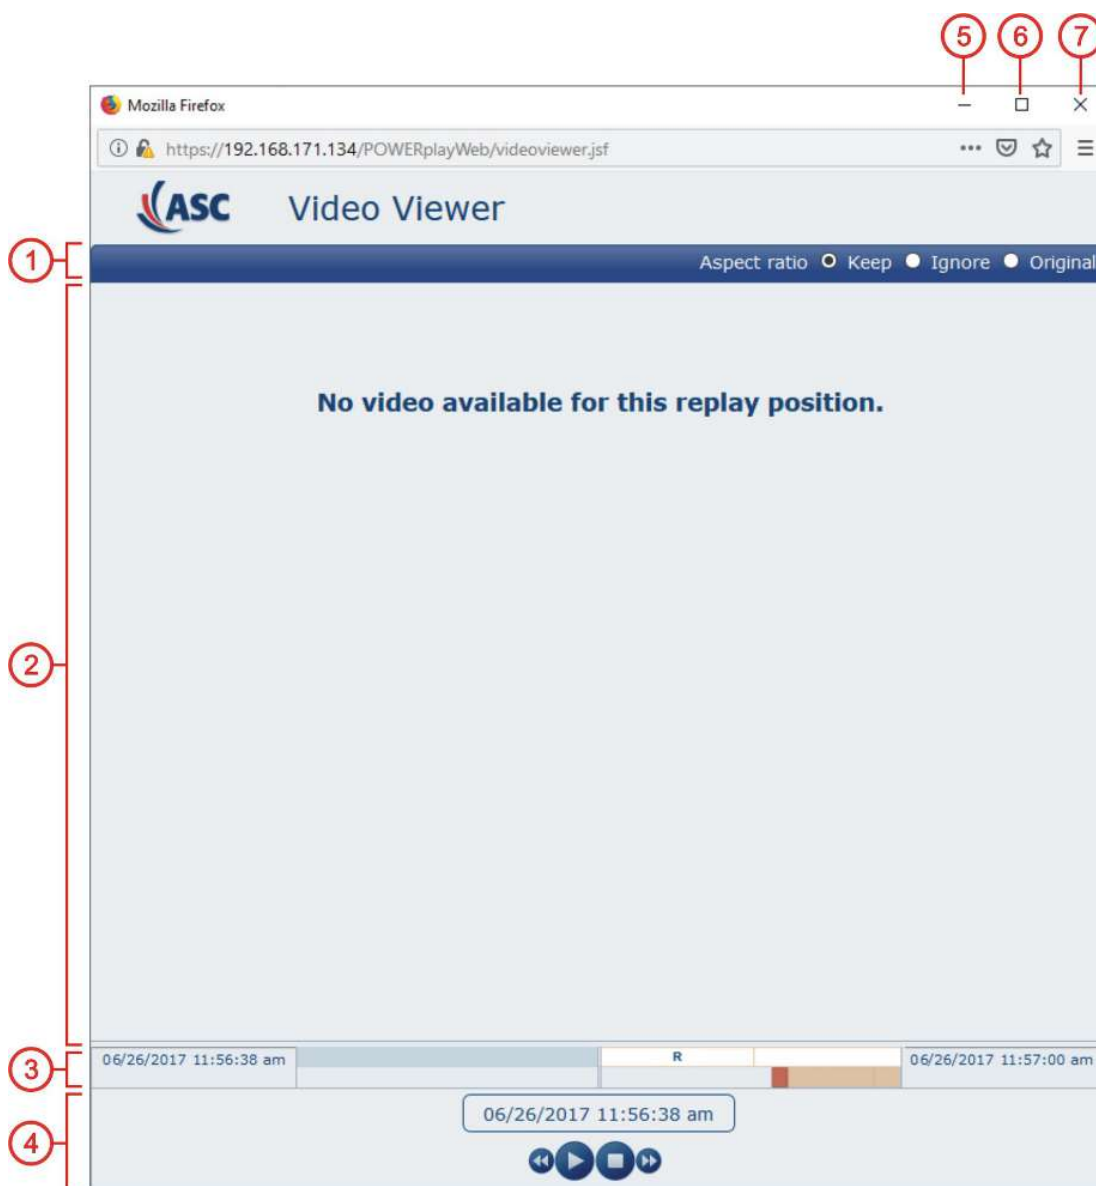 5 6 7
Mozilla Firefox
https://192.168.171.134/POWERplayWeb/videoviewer.jsf
ASC Video Viewer
1
Aspect ratio Keep Ignore Original
No video available for this replay position.
2
3
06/26/2017 11:56:38 am R 06/26/2017 11:57:00 am
06/26/2017 11:56:38 am
4